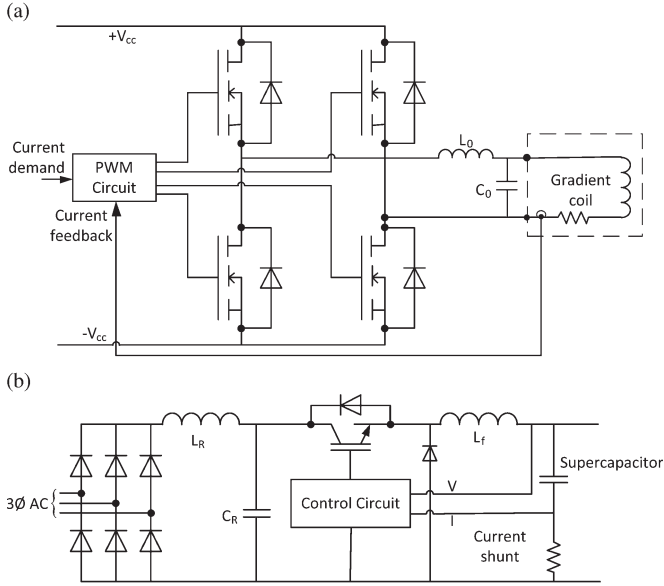 (a)
+Vcc
Current
demand
PWM
Circuit
Current
feedback
L0
C0
Gradient
coil
-Vcc
(b)
LR
Lf
Supercapacitor
3Ø AC
CR
Control Circuit
V
I
Current
shunt